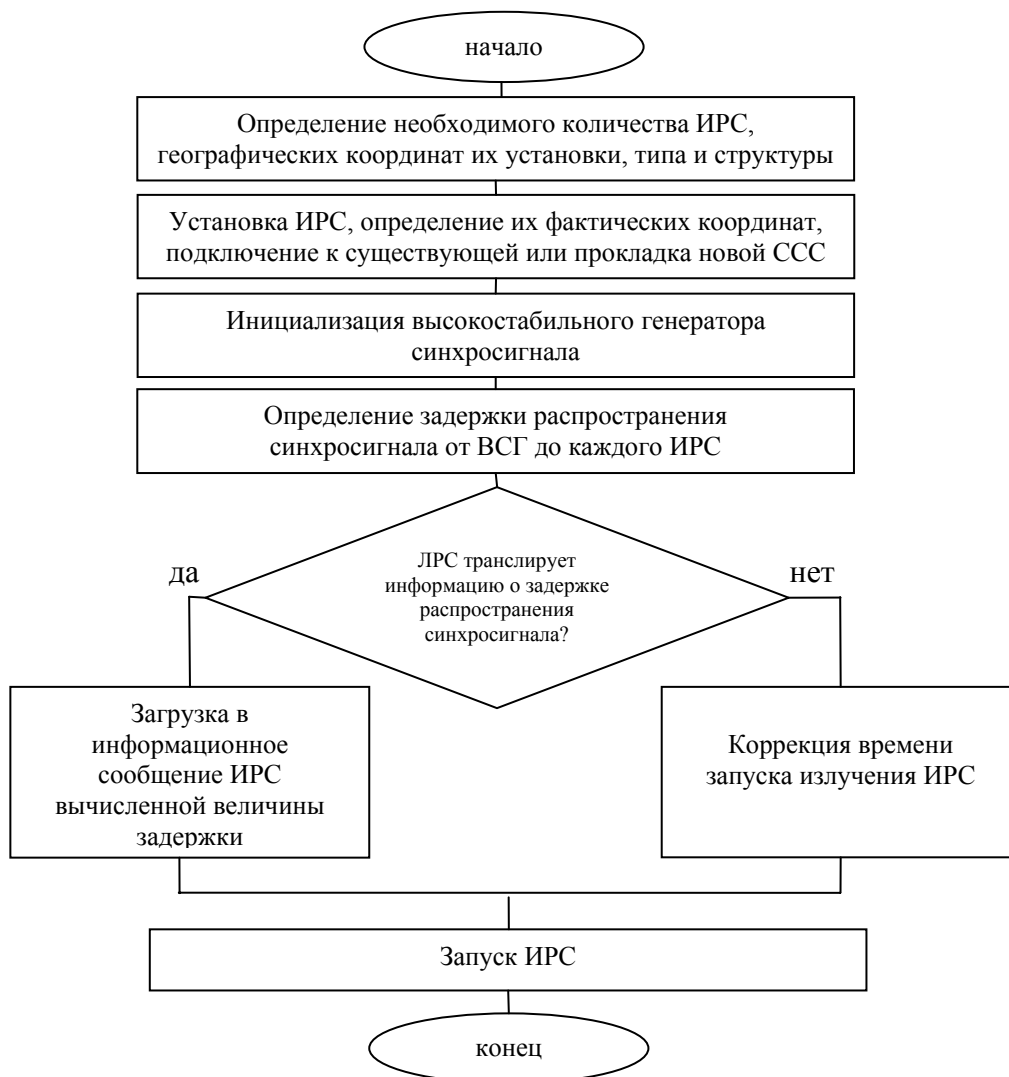 начало
Определение необходимого количества ИРС,
географических координат их установки, типа и структуры
Установка ИРС, определение их фактических координат,
подключение к существующей или прокладка новой ССС
Инициализация высокостабильного генератора
синхросигнала
Определение задержки распространения
синхросигнала от ВСГ до каждого ИРС
ЛРС транслирует
информацию о задержке
распространения
синхросигнала?
да
нет
Загрузка в
информационное
сообщение ИРС
вычисленной величины
задержки
Коррекция времени
запуска излучения ИРС
Запуск ИРС
конец